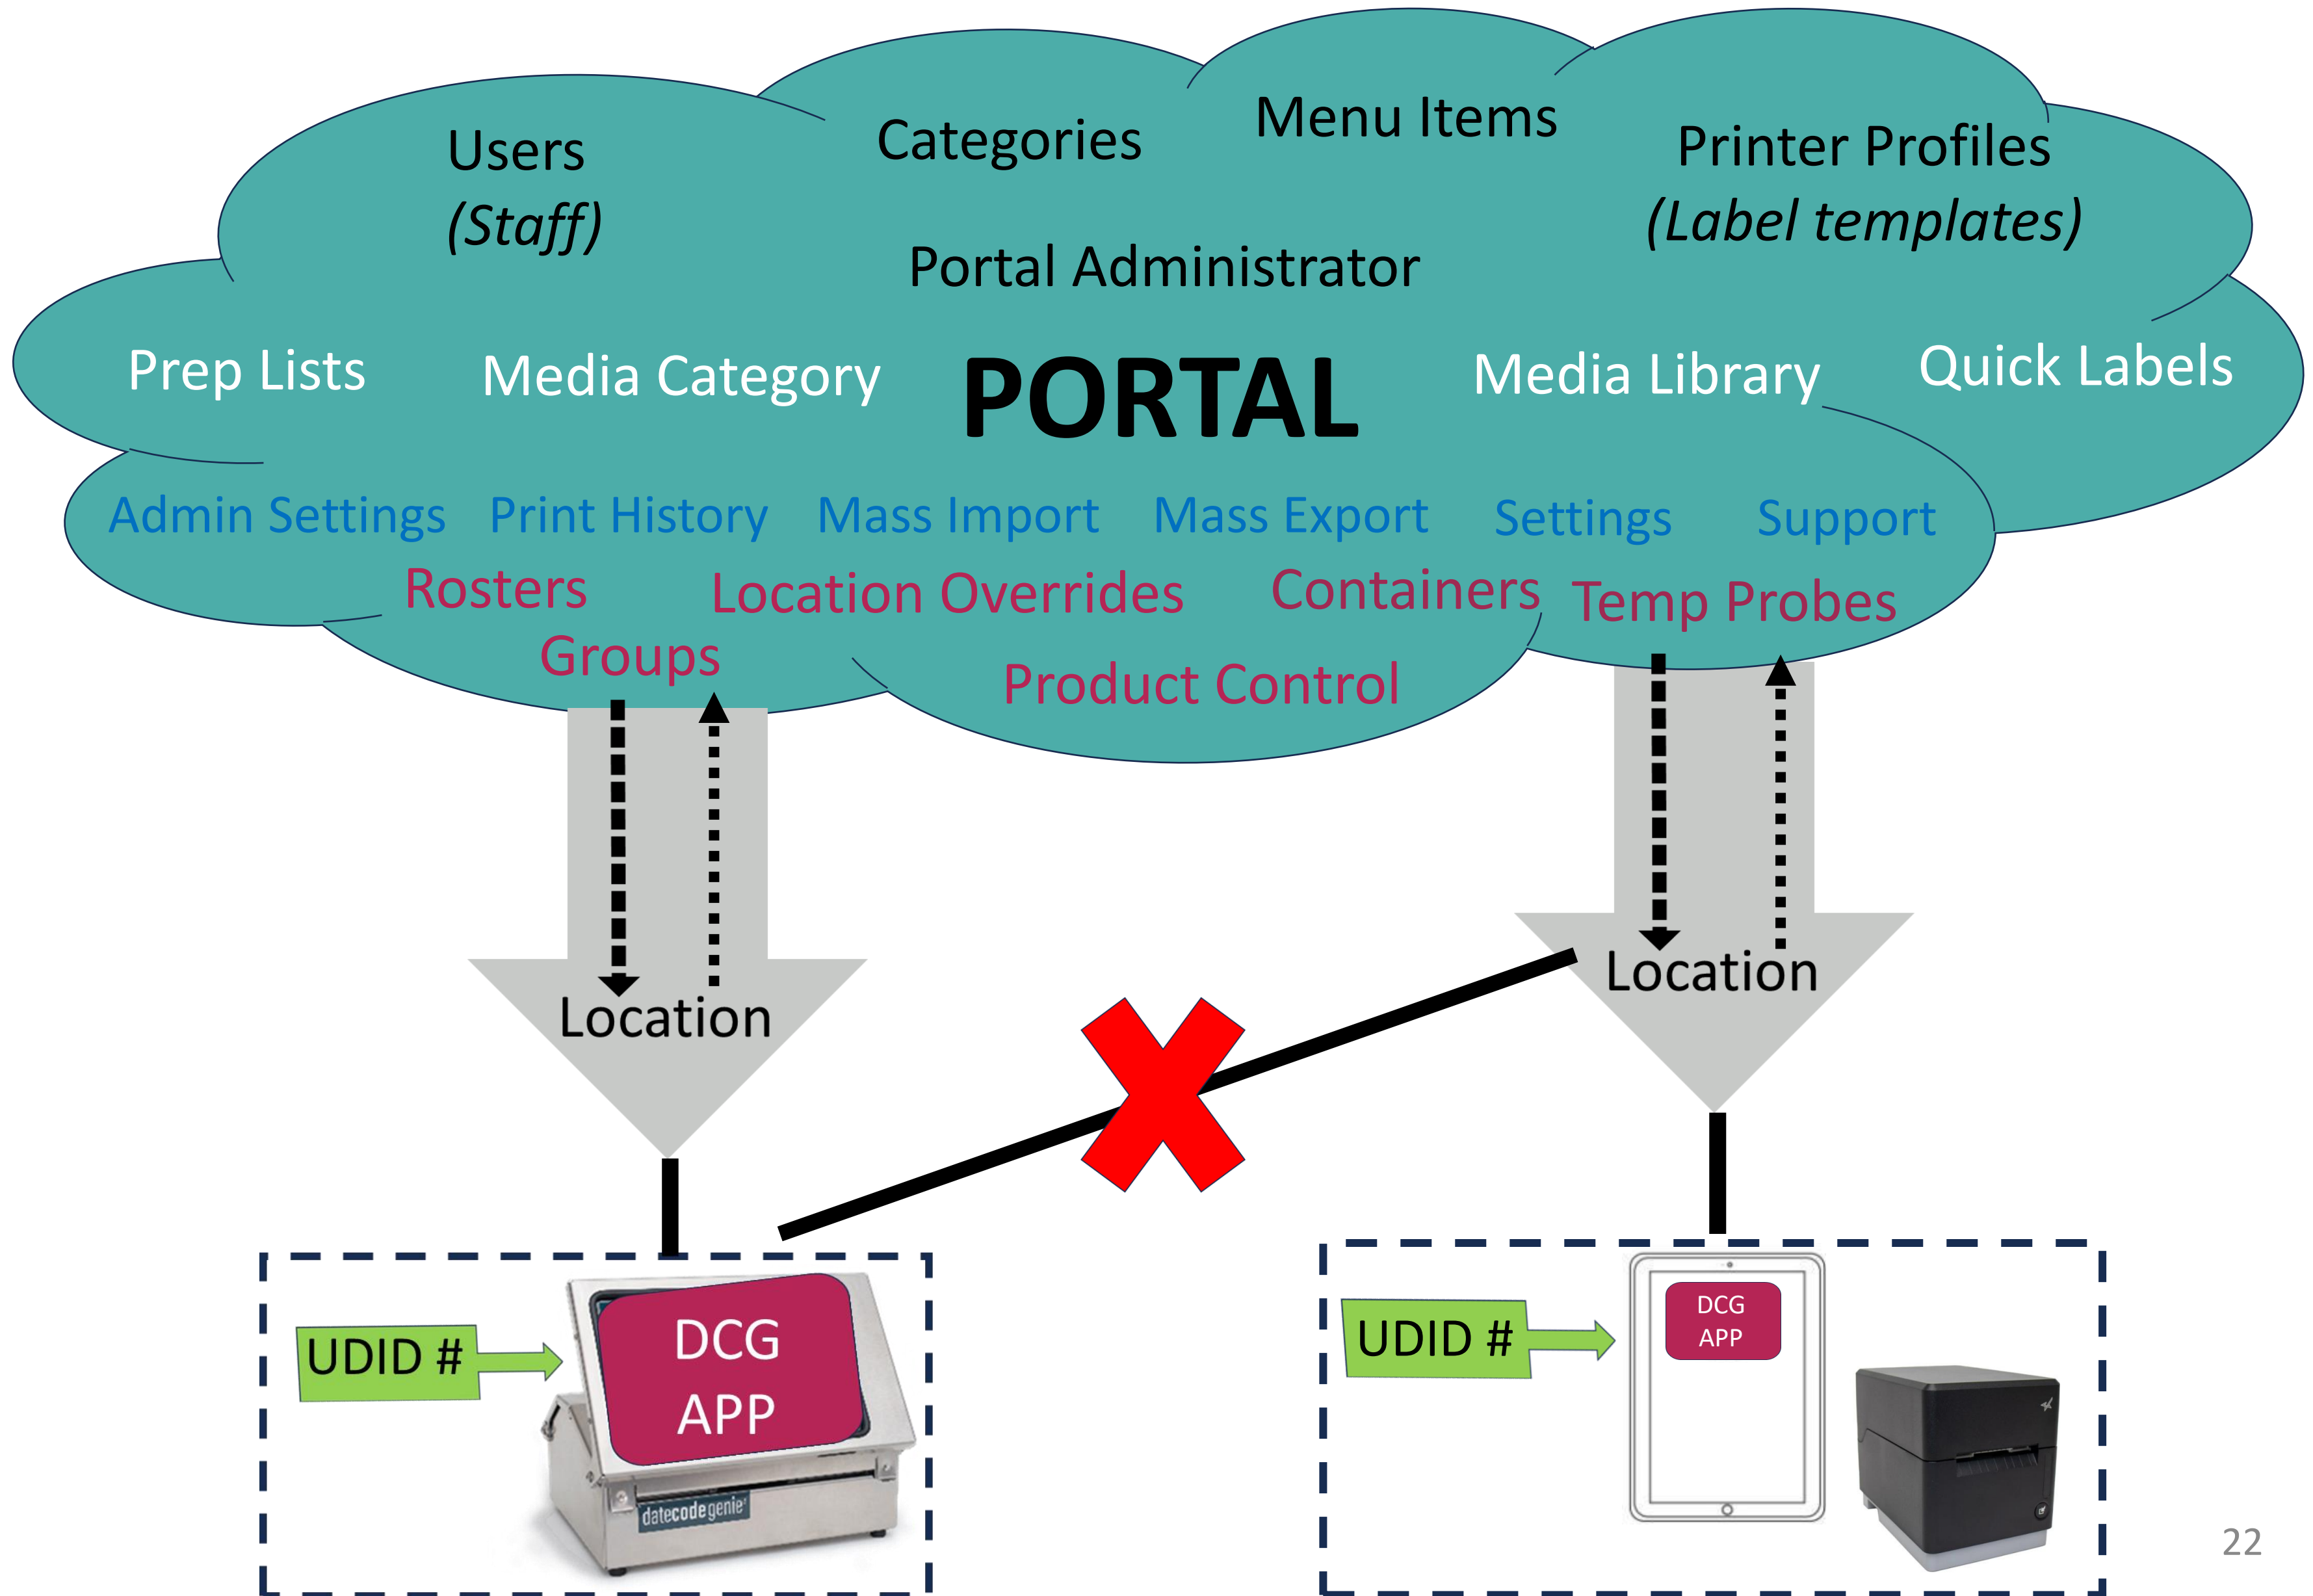 Users
(Staff)
Categories
Menu Items
Printer Profiles
(Label templates)
Portal Administrator
Prep Lists
Media Category
PORTAL
Media Library
Quick Labels
Admin Settings
Print History
Mass Import
Mass Export
Settings
Support
Rosters
Location Overrides
Containers
Temp Probes
Groups
Product Control
Location
Location
UDID #
DCG
APP
datecodegenie
UDID #
DCG
APP
22